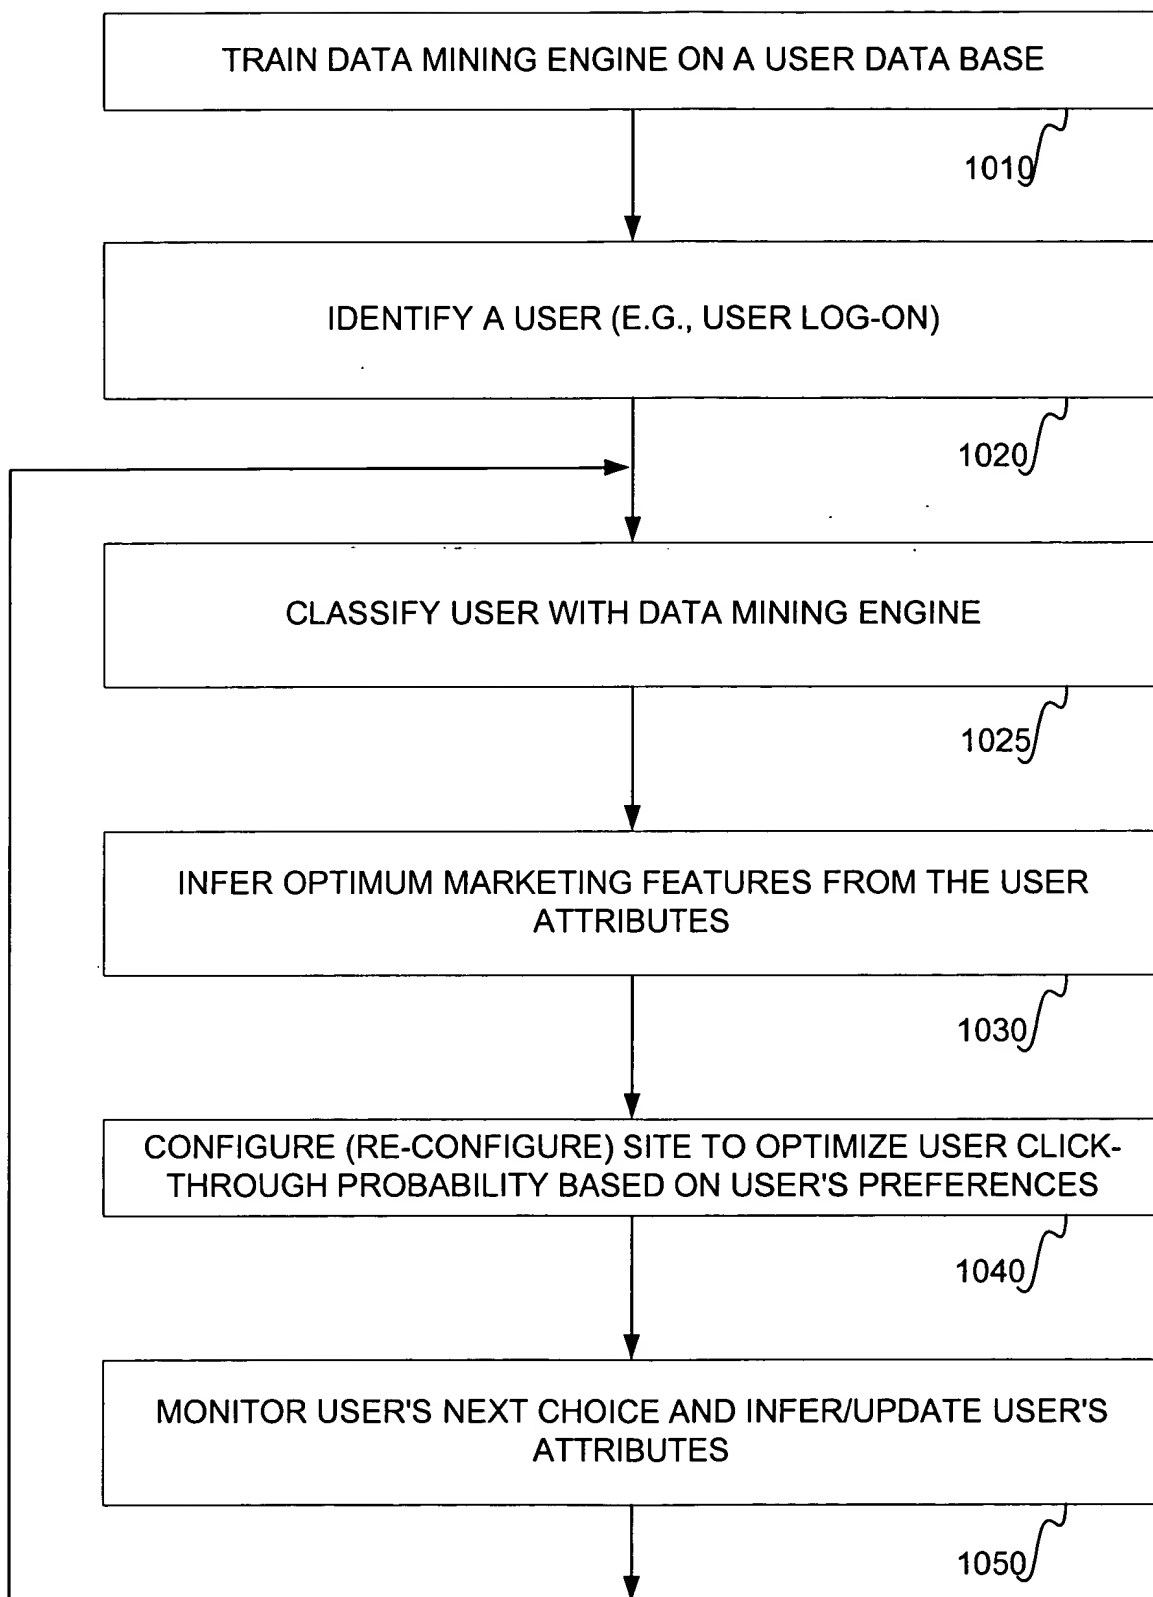 TRAIN DATA MINING ENGINE ON A USER DATA BASE
1010
IDENTIFY A USER (E.G., USER LOG-ON)
1020
CLASSIFY USER WITH DATA MINING ENGINE
1025
INFER OPTIMUM MARKETING FEATURES FROM THE USER
ATTRIBUTES
1030
CONFIGURE (RE-CONFIGURE) SITE TO OPTIMIZE USER CLICK-
THROUGH PROBABILITY BASED ON USER'S PREFERENCES
1040
MONITOR USER'S NEXT CHOICE AND INFER/UPDATE USER'S
ATTRIBUTES
1050